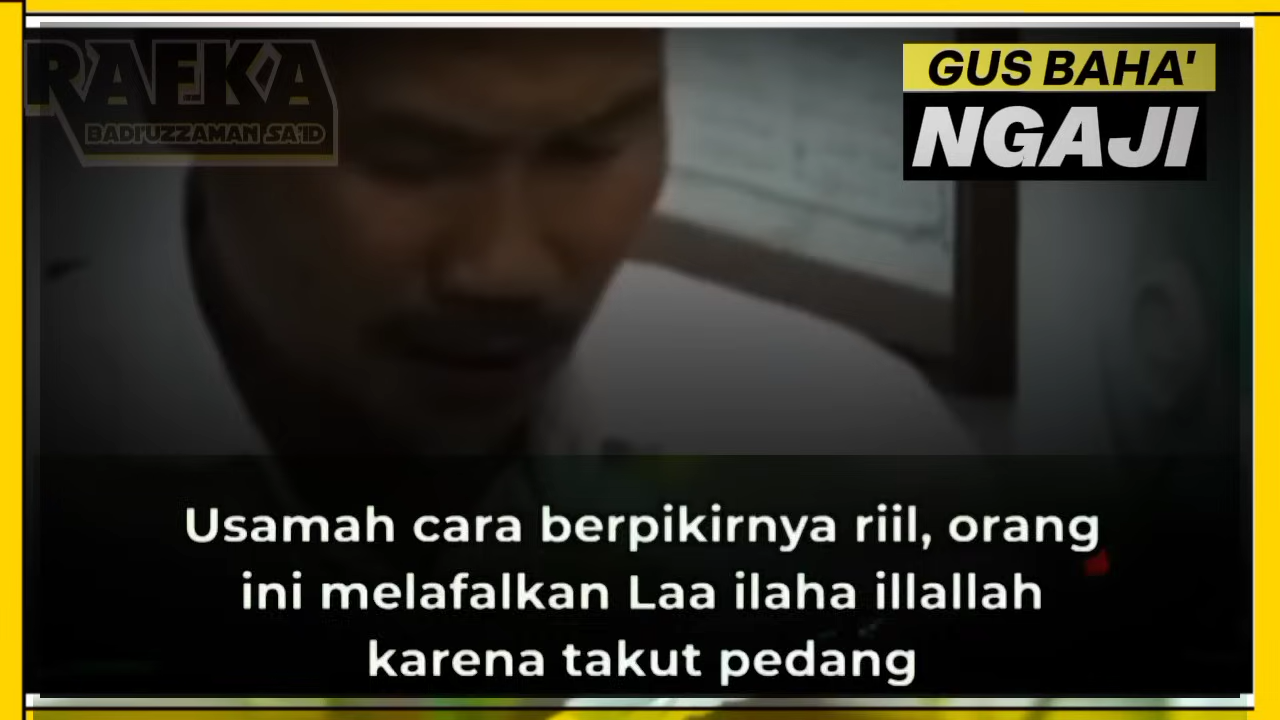 RAEKA
BADI'UZZAMAN SA'ID
GUS BAHA'
NGAJI
Usamah cara berpikirnya riil, orang
ini melafalkan Laa ilaha illallah
karena takut pedang